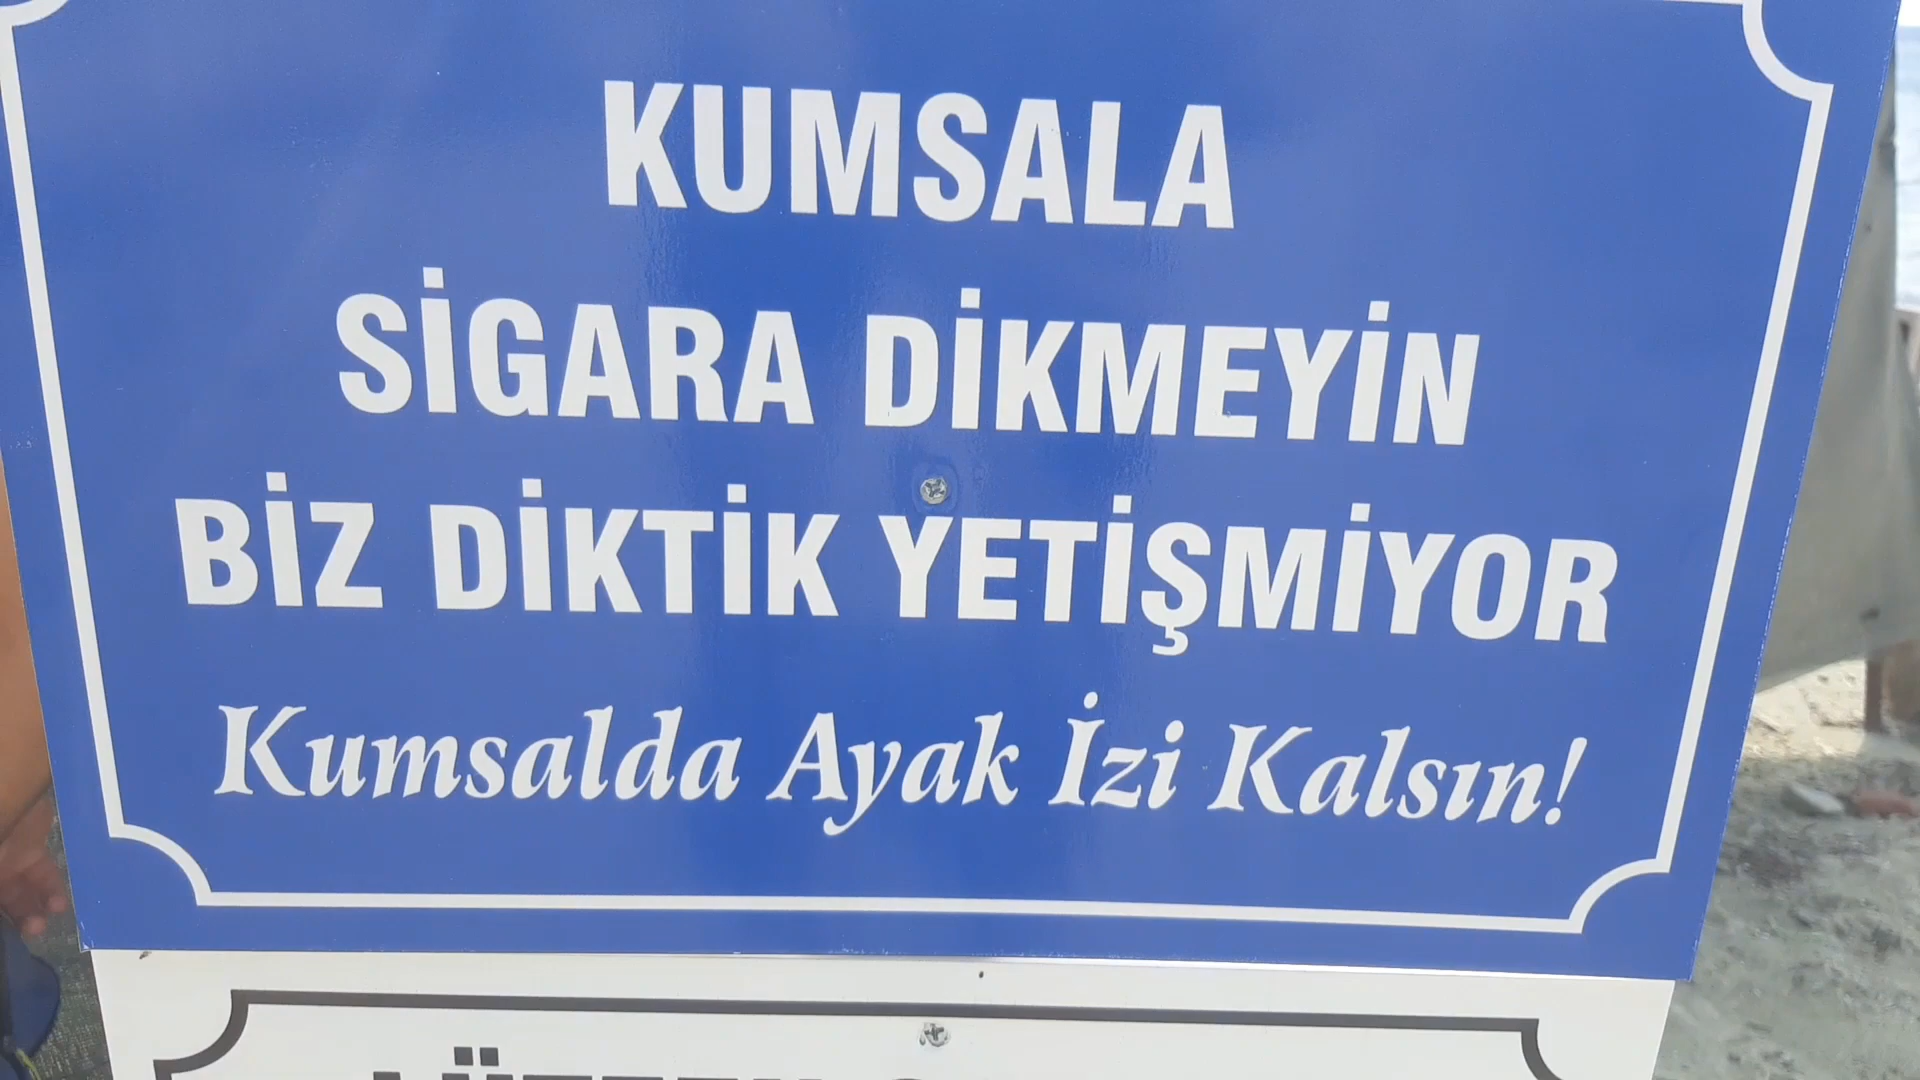 KUMSALA
SİGARA DİKMEYİN
BİZ DİKTİK YETİŞMİYOR
Kumsalda Ayak İzi Kalsın!